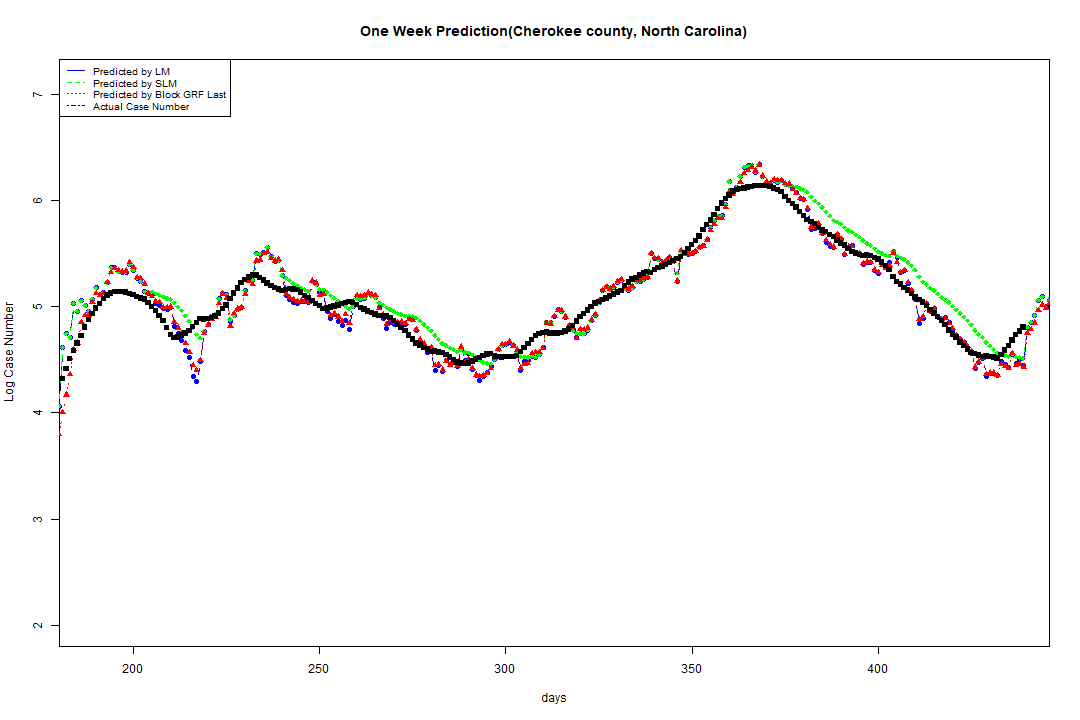 One Week Prediction(Cherokee county, North Carolina)
Predicted by LM
Predicted by SLM
Predicted by Block GRF Last
Actual Case Number
7
6
5
4
3
2
Log Case Number
200 250 300 350 400
days